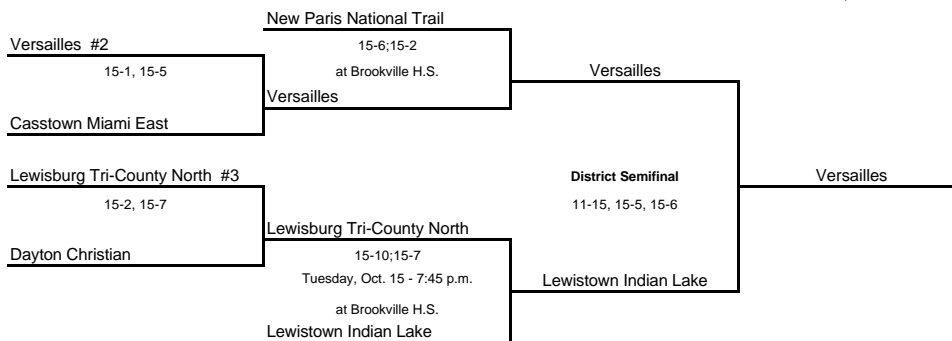 New Paris National Trail
Versailles #2
15-6;15-2
15-1, 15-5
at Brookville H.S.
Versailles
Versailles
Casstown Miami East
Lewisburg Tri-County North #3
District Semifinal
Versailles
15-2, 15-7
11-15, 15-5, 15-6
Lewisburg Tri-County North
Dayton Christian
15-10;15-7
Tuesday, Oct. 15 - 7:45 p.m.
Lewistown Indian Lake
at Brookville H.S.
Lewistown Indian Lake